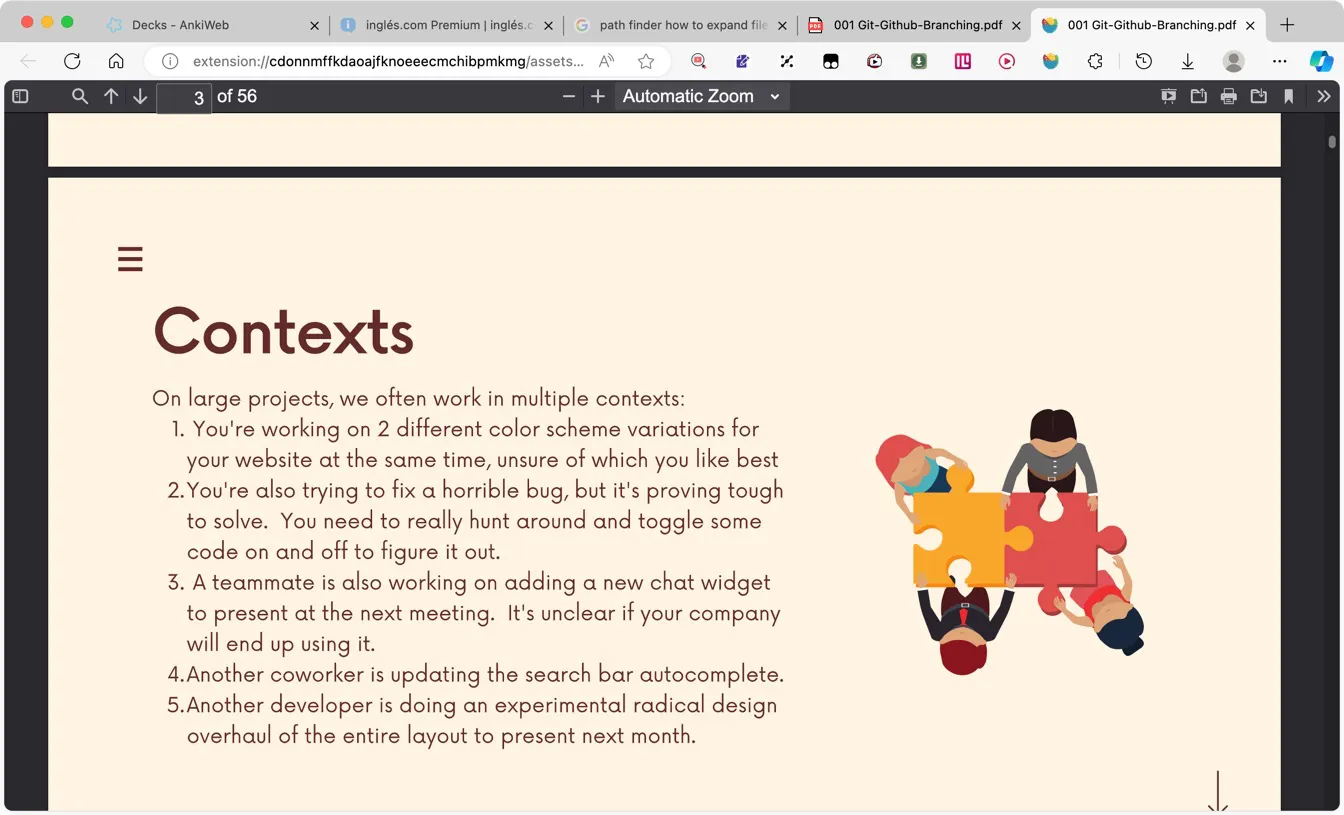 Decks - AnkiWeb
inglés.com Premium | inglés.c
path finder how to expand file
PDF
001 Git-Github-Branching.pdf
001 Git-Github-Branching.pdf
extension://cdonnmffkdaoajfknoeeecmchibpmkmg/assets...
3 of 56
Automatic Zoom
Contexts
On large projects, we often work in multiple contexts:
1. You're working on 2 different color scheme variations for
your website at the same time, unsure of which you like best
2.You're also trying to fix a horrible bug, but it's proving tough
to solve.  You need to really hunt around and toggle some
code on and off to figure it out.
3. A teammate is also working on adding a new chat widget
to present at the next meeting.  It's unclear if your company
will end up using it.
4.Another coworker is updating the search bar autocomplete.
5.Another developer is doing an experimental radical design
overhaul of the entire layout to present next month.